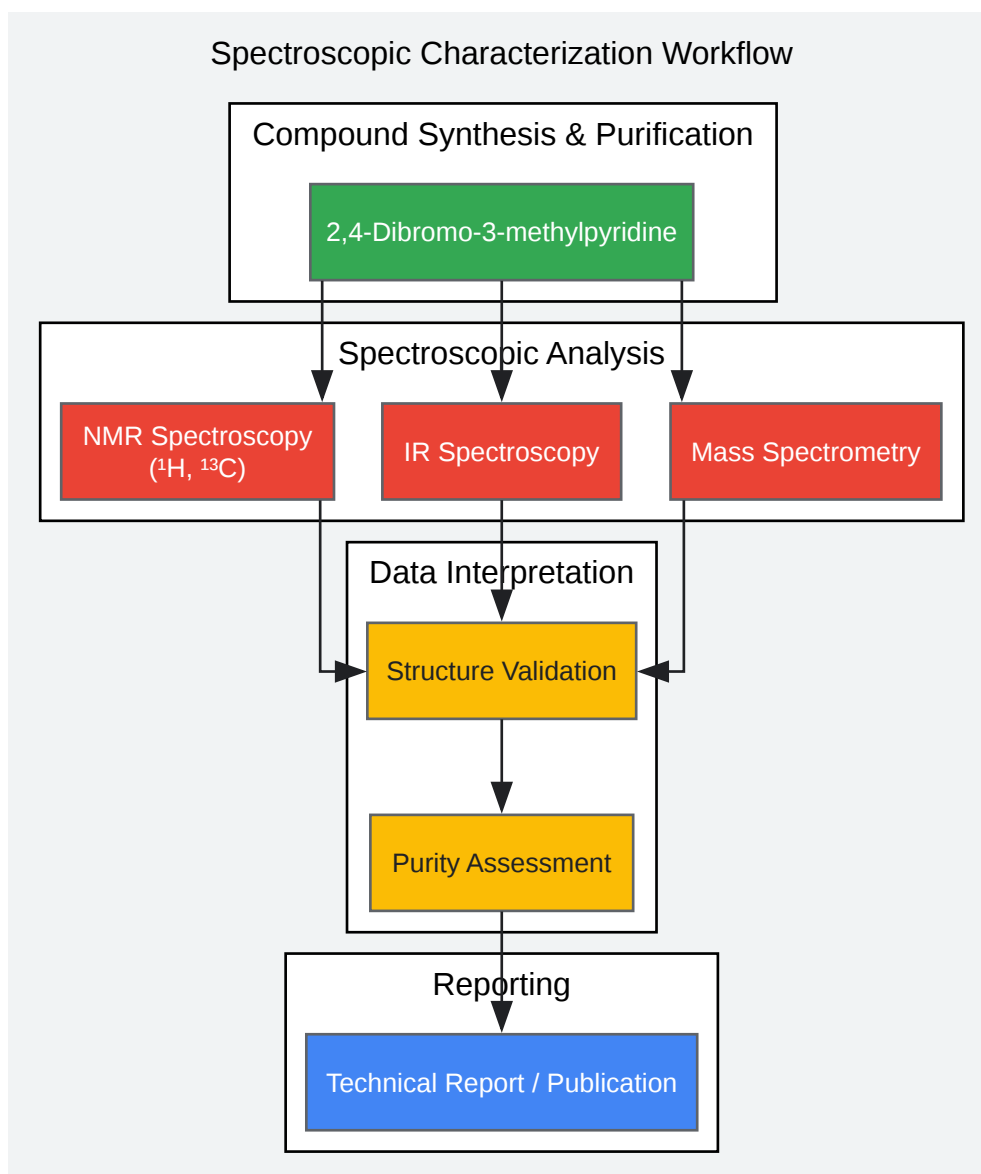 Spectroscopic Characterization Workflow
Compound Synthesis & Purification
2,4-Dibromo-3-methylpyridine
Spectroscopic Analysis
NMR Spectroscopy
(¹H, ¹³C)
IR Spectroscopy
Mass Spectrometry
Data Interpretation
Structure Validation
Purity Assessment
Reporting
Technical Report / Publication